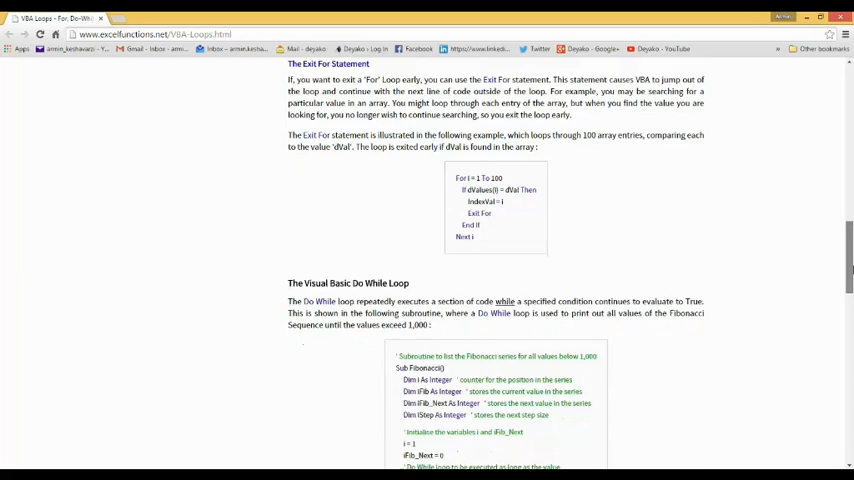 VBA Loops - For, Do-Whi
Admin
www.excelfunctions.net/VBA-Loops.html
Apps armin_keshavarzi - Y... Gmail - Inbox - armi... Inbox – armin.kesha... Mail - deyako Deyako › Log In Facebook https://www.linkedi... Twitter Deyako - Google+ Deyako - YouTube » Other bookmarks
The Exit For Statement
If, you want to exit a 'For' Loop early, you can use the Exit For statement. This statement causes VBA to jump out of
the loop and continue with the next line of code outside of the loop. For example, you may be searching for a
particular value in an array. You might loop through each entry of the array, but when you find the value you are
looking for, you no longer wish to continue searching, so you exit the loop early.
The Exit For statement is illustrated in the following example, which loops through 100 array entries, comparing each
to the value 'dVal'. The loop is exited early if dVal is found in the array :
For i = 1 To 100
If dValues(i) = dVal Then
IndexVal = i
Exit For
End If
Next i
The Visual Basic Do While Loop
The Do While loop repeatedly executes a section of code while a specified condition continues to evaluate to True.
This is shown in the following subroutine, where a Do While loop is used to print out all values of the Fibonacci
Sequence until the values exceed 1,000 :
' Subroutine to list the Fibonacci series for all values below 1,000
Sub Fibonacci()
Dim i As Integer ' counter for the position in the series
Dim iFib As Integer ' stores the current value in the series
Dim iFib_Next As Integer ' stores the next value in the series
Dim iStep As Integer ' stores the next step size
' Initialise the variables i and iFib_Next
i = 1
iFib_Next = 0
' Do While loop to be executed as long as the value